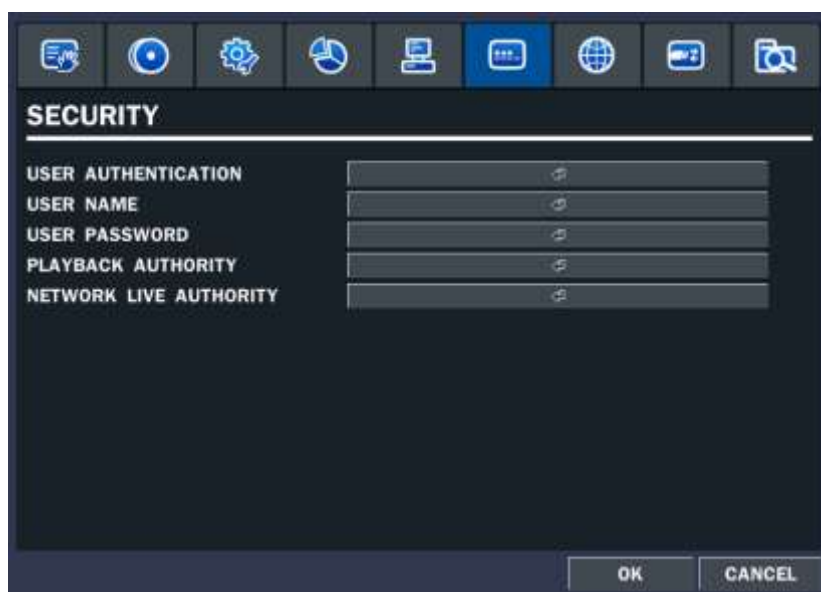 SECURITY
USER AUTHENTICATION
USER NAME
USER PASSWORD
PLAYBACK AUTHORITY
NETWORK LIVE AUTHORITY
OK CANCEL